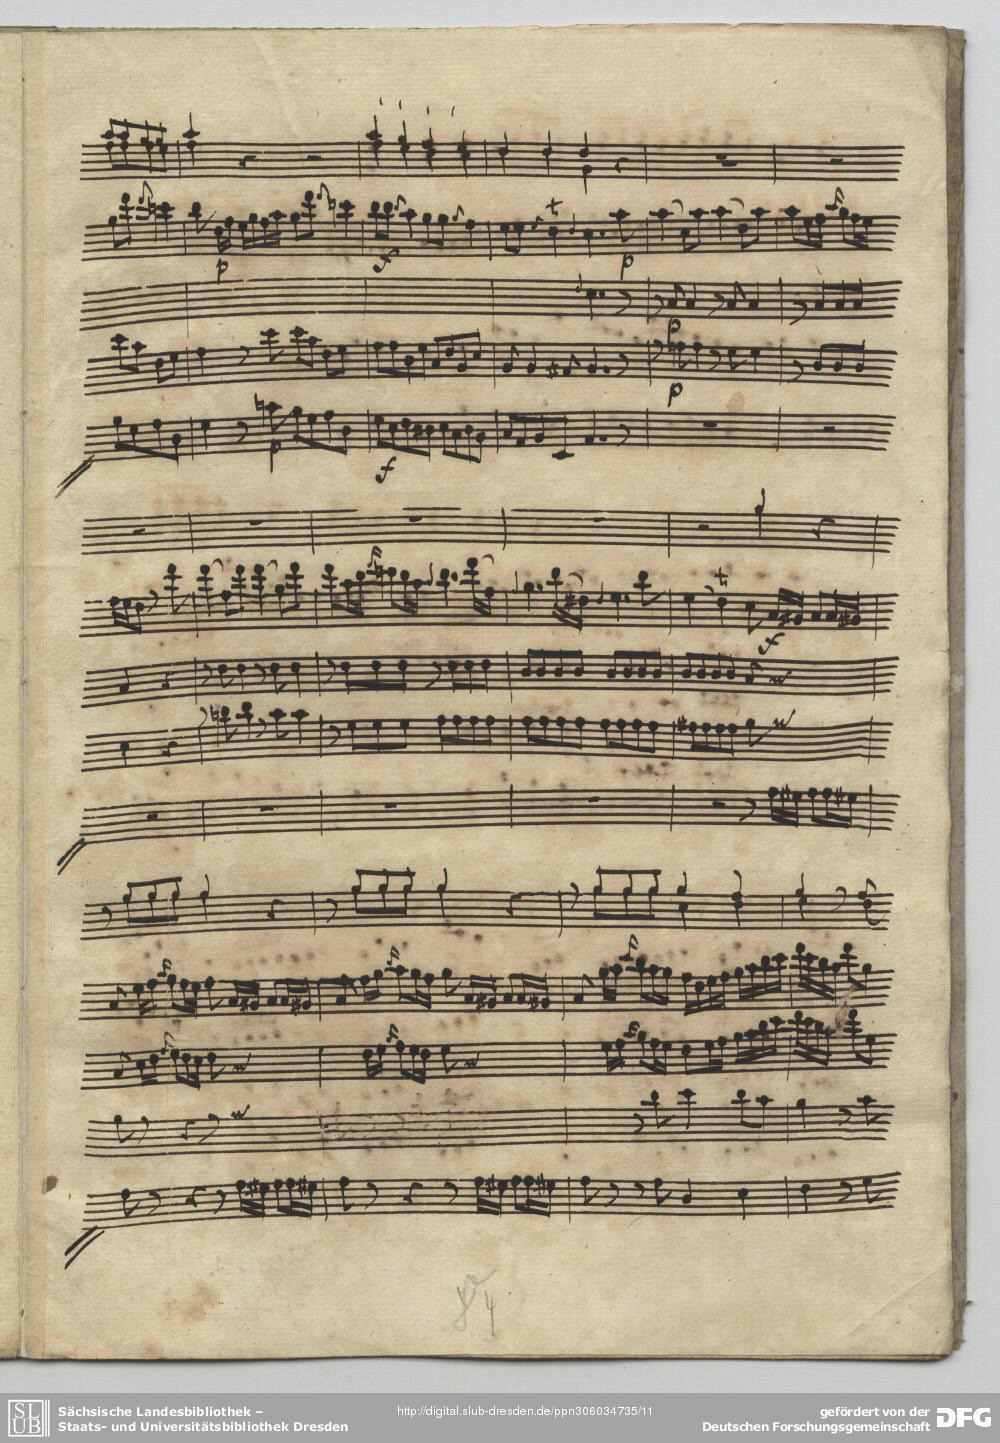 p p
p
p
p
f
4
SLUB Sächsische Landesbibliothek –
Staats- und Universitätsbibliothek Dresden
http://digital.slub-dresden.de/ppn306034735/11
gefördert von der
Deutschen Forschungsgemeinschaft
DFG